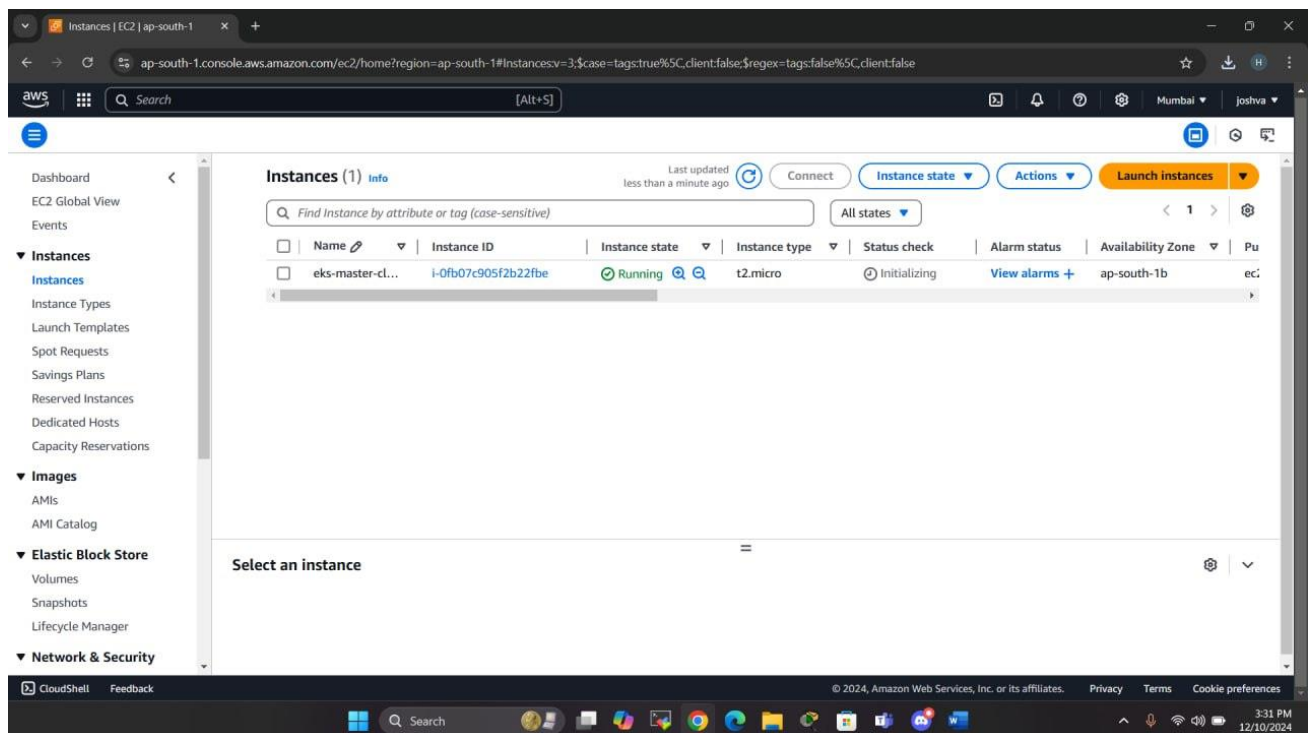 Instances | EC2 | ap-south-1
ap-south-1.console.aws.amazon.com/ec2/home?region=ap-south-1#Instances:v=3;$case=tags:true%5C,client:false;$regex=tags:false%5C,client:false
H
aws
Search [Alt+S]
Mumbai joshva
Dashboard
EC2 Global View
Events
Instances
Instances
Instance Types
Launch Templates
Spot Requests
Savings Plans
Reserved Instances
Dedicated Hosts
Capacity Reservations
Images
AMIs
AMI Catalog
Elastic Block Store
Volumes
Snapshots
Lifecycle Manager
Network & Security
Instances (1) Info
Last updated
less than a minute ago
Connect Instance state Actions Launch instances
Find Instance by attribute or tag (case-sensitive) All states 1
Name Instance ID Instance state Instance type Status check Alarm status Availability Zone Pu
eks-master-cl... i-0fb07c905f2b22fbe Running t2.micro Initializing View alarms + ap-south-1b ec2
Select an instance
CloudShell Feedback © 2024, Amazon Web Services, Inc. or its affiliates. Privacy Terms Cookie preferences
Search
3:31 PM
12/10/2024